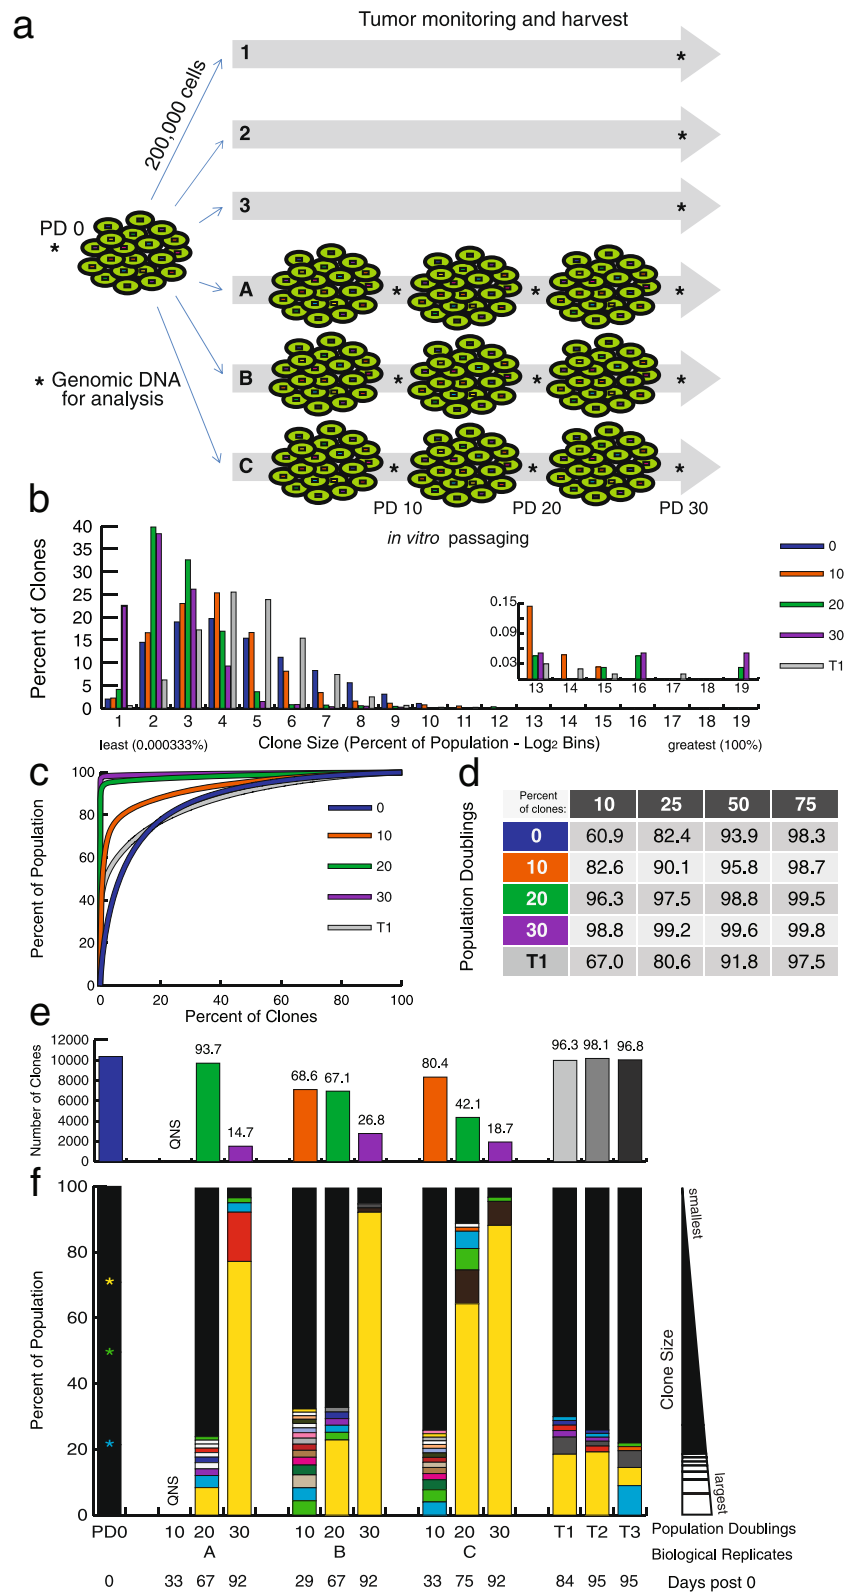 a
Tumor monitoring and harvest
200,000 cells
1
*
2
*
3
*
PD 0
*
A
* * *
B
* * *
C
* * *
* Genomic DNA
for analysis
PD 10 PD 20 PD 30
in vitro passaging
b
Percent of Clones
40
35
30
25
20
15
10
5
0
1 2 3 4 5 6 7 8 9 10 11 12 13 14 15 16 17 18 19
least (0.000333%) Clone Size (Percent of Population - Log2 Bins) greatest (100%)
0.15
0.09
0.03
13 14 15 16 17 18 19
0
10
20
30
T1
c
Percent of Population
100
80
60
40
20
0
0 20 40 60 80 100
Percent of Clones
0
10
20
30
T1
d
Population Doublings
Percent of clones: 10 25 50 75
0 60.9 82.4 93.9 98.3
10 82.6 90.1 95.8 98.7
20 96.3 97.5 98.8 99.5
30 98.8 99.2 99.6 99.8
T1 67.0 80.6 91.8 97.5
e
Number of Clones
12000
10000
8000
6000
4000
2000
0
QNS 93.7 14.7 68.6 67.1 26.8 80.4 42.1 18.7 96.3 98.1 96.8
f
Percent of Population
100
80
60
40
20
0
*
*
*
QNS
Clone Size
smallest
largest
PD0 10 20 30 10 20 30 10 20 30 T1 T2 T3 Population Doublings
A B C Biological Replicates
0 33 67 92 29 67 92 33 75 92 84 95 95 Days post 0